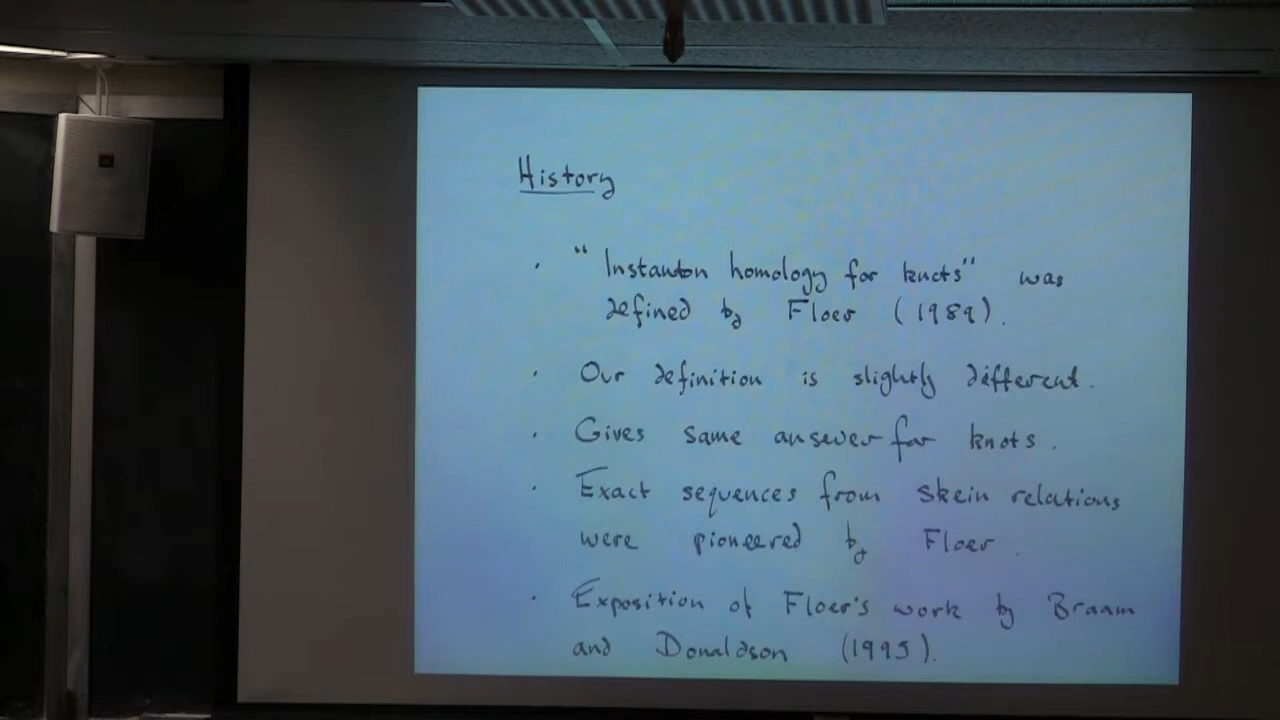 History
· "Instanton homology for knots" was
defined by Floer (1989).
· Our definition is slightly different.
· Gives same answer for knots.
· Exact sequences from skein relations
were pioneered by Floer.
· Exposition of Floer's work by Braam
and Donaldson (1995).